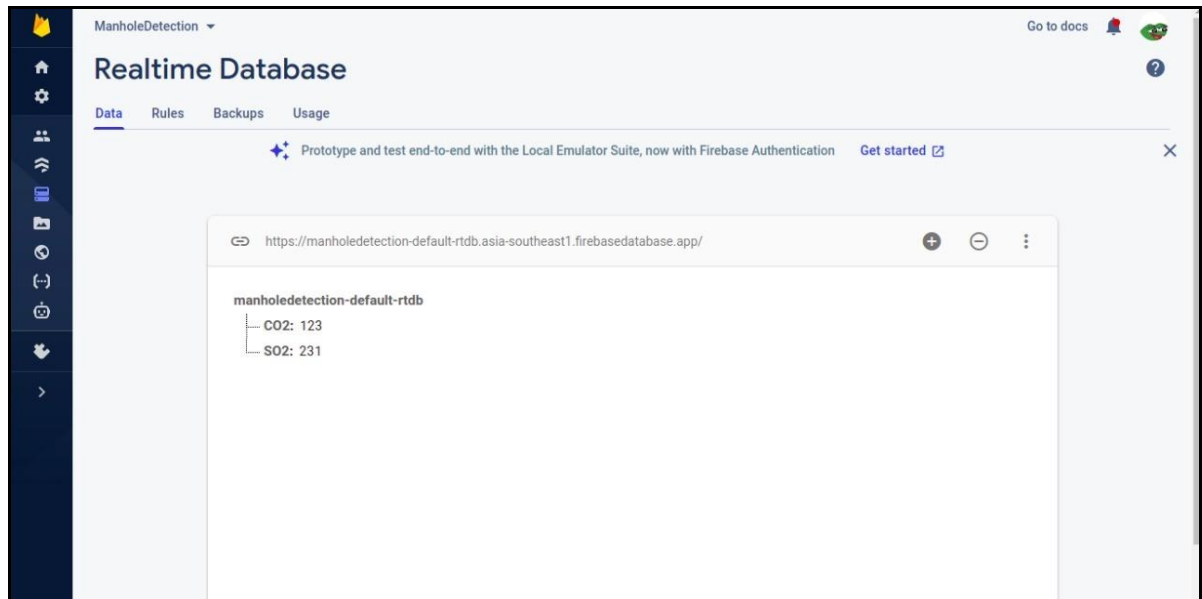 ManholeDetection
Go to docs
Realtime Database
Data Rules Backups Usage
Prototype and test end-to-end with the Local Emulator Suite, now with Firebase Authentication Get started
https://manholedetection-default-rtdb.asia-southeast1.firebasedatabase.app/
manholedetection-default-rtdb
CO2: 123
SO2: 231